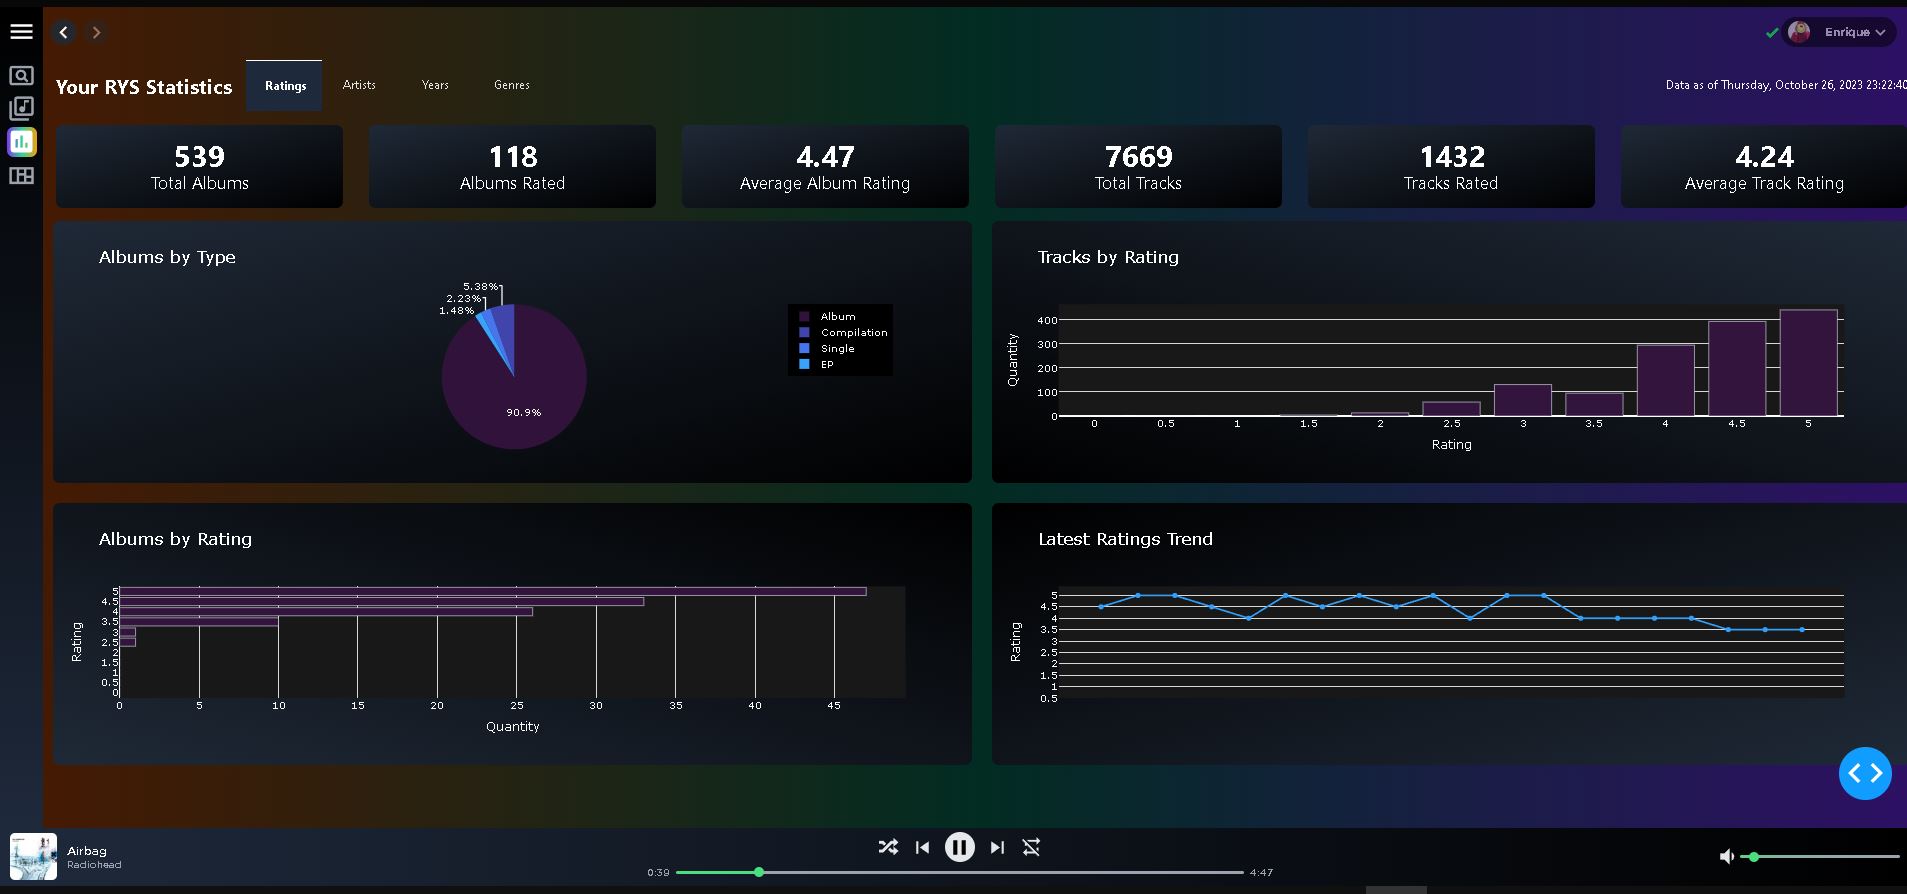 Enrique
Your RYS Statistics
Ratings
Artists
Years
Genres
Data as of Thursday, October 26, 2023 23:22:40
539
Total Albums
118
Albums Rated
4.47
Average Album Rating
7669
Total Tracks
1432
Tracks Rated
4.24
Average Track Rating
Albums by Type
5.38%
2.23%
1.48%
90.9%
Album
Compilation
Single
EP
Tracks by Rating
Quantity
400
300
200
100
0
0 0.5 1 1.5 2 2.5 3 3.5 4 4.5 5
Rating
Albums by Rating
Rating
5
4.5
4
3.5
3
2.5
2
1.5
1
0.5
0
0 5 10 15 20 25 30 35 40 45
Quantity
Latest Ratings Trend
Rating
5
4.5
4
3.5
3
2.5
2
1.5
1
0.5
Airbag
Radiohead
0:39
4:47